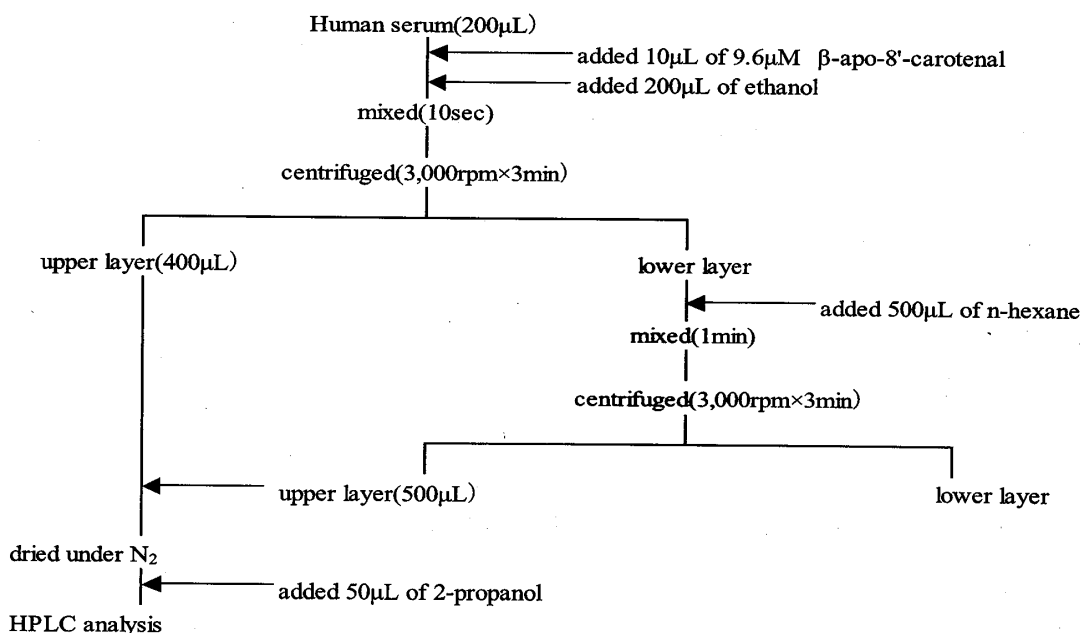 Human serum(200μL)
added 10μL of 9.6μM β-apo-8'-carotenal
added 200μL of ethanol
mixed(10sec)
centrifuged(3,000rpm×3min)
upper layer(400μL)
lower layer
added 500μL of n-hexane
mixed(1min)
centrifuged(3,000rpm×3min)
upper layer(500μL)
lower layer
dried under N₂
added 50μL of 2-propanol
HPLC analysis